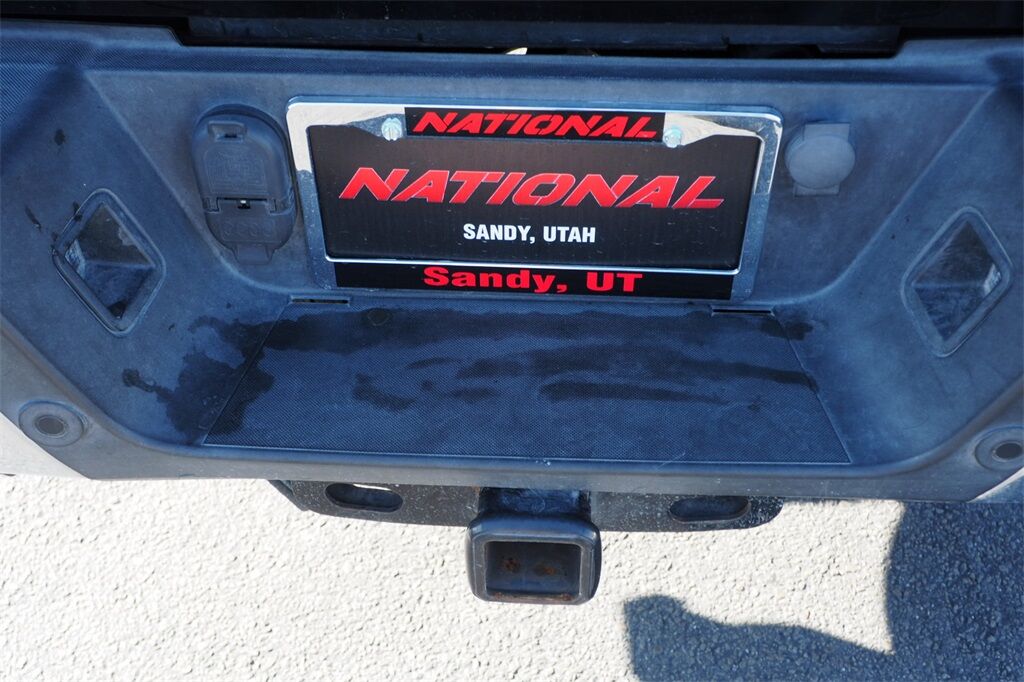 NATIONAL
NATIONAL
SANDY, UTAH
Sandy, UT